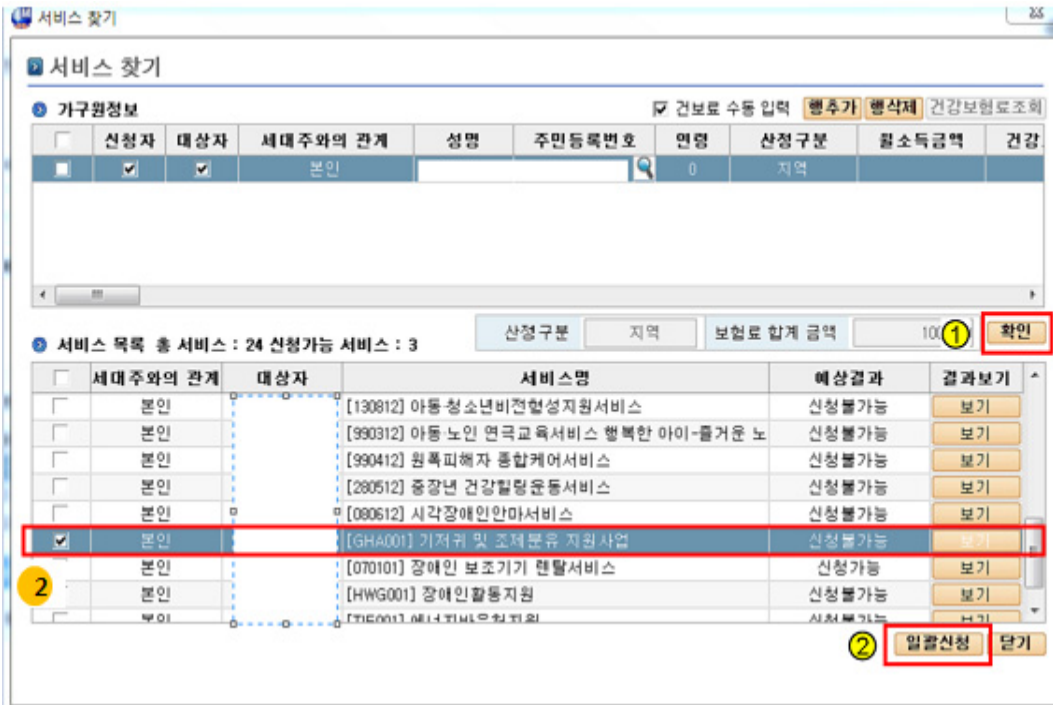 서비스 찾기
서비스 찾기
가구원정보 건보료 수동 입력 행추가 행삭제 건강보험료조회
신청자 대상자 세대주와의 관계 성명 주민등록번호 연령 산정구분 월소득금액 건강
본인 0 지역
서비스 목록 총 서비스 : 24 신청가능 서비스 : 3 산정구분 지역 보험료 합계 금액 100 ① 확인
세대주와의 관계 대상자 서비스명 예상결과 결과보기
본인 [130812] 아동·청소년비전형성지원서비스 신청불가능 보기
본인 [990312] 아동·노인 연극교육서비스 행복한 아이-즐거운 노 신청불가능 보기
본인 [990412] 원폭피해자 종합케어서비스 신청불가능 보기
본인 [280512] 중장년 건강힐링운동서비스 신청불가능 보기
본인 [080612] 시각장애인안마서비스 신청불가능 보기
본인 [GHA001] 기저귀 및 조제분유 지원사업 신청불가능 보기
본인 [070101] 장애인 보조기기 렌탈서비스 신청가능 보기
2 본인 [HWG001] 장애인활동지원 신청불가능 보기
본인 신청불가능 보기
② 일괄신청 닫기